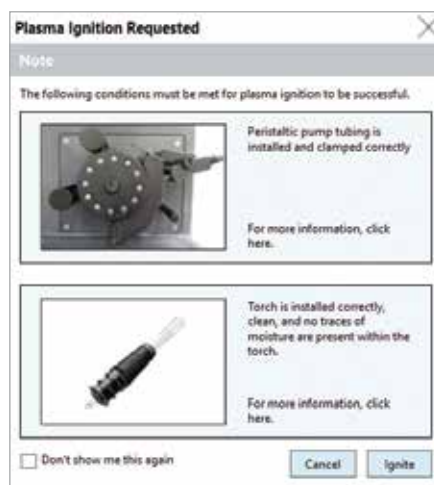 Plasma Ignition Requested
Note
The following conditions must be met for plasma ignition to be successful.
Peristaltic pump tubing is
installed and clamped correctly
For more information, click
here.
Torch is installed correctly,
clean, and no traces of
moisture are present within the
torch.
For more information, click
here.
Don't show me this again
Cancel
Ignite